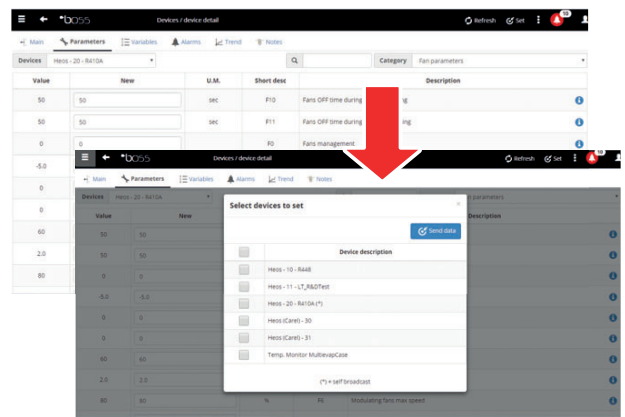 boss Devices / device detail Refresh Set 10
Main Parameters Variables Alarms Trend Notes
Devices Heos - 20 - R410A Category Fan parameters
Value New U.M. Short desc Description
50 50 sec F10 Fans OFF time during
50 50 sec F11 Fans OFF time during
0 0 F0 Fans management
-5.0
0
0
60
2.0
80
boss Devices / device detail Refresh Set 10
Main Parameters Variables Alarms Trend Notes
Devices Heos - 20 - R410A parameters
Value New Description
50 50
50 50
0 0
-5.0 -5.0
0 0
0 0
60 60
2.0 2.0
80 80 % FE Modulating fans max speed
Select devices to set ×
Send data
Device description
Heos - 10 - R448
Heos - 11 - LT_R&DTest
Heos - 20 - R410A (*)
Heos (Carel) - 30
Heos (Carel) - 31
Temp. Monitor MultievapCase
(*) = self broadcast